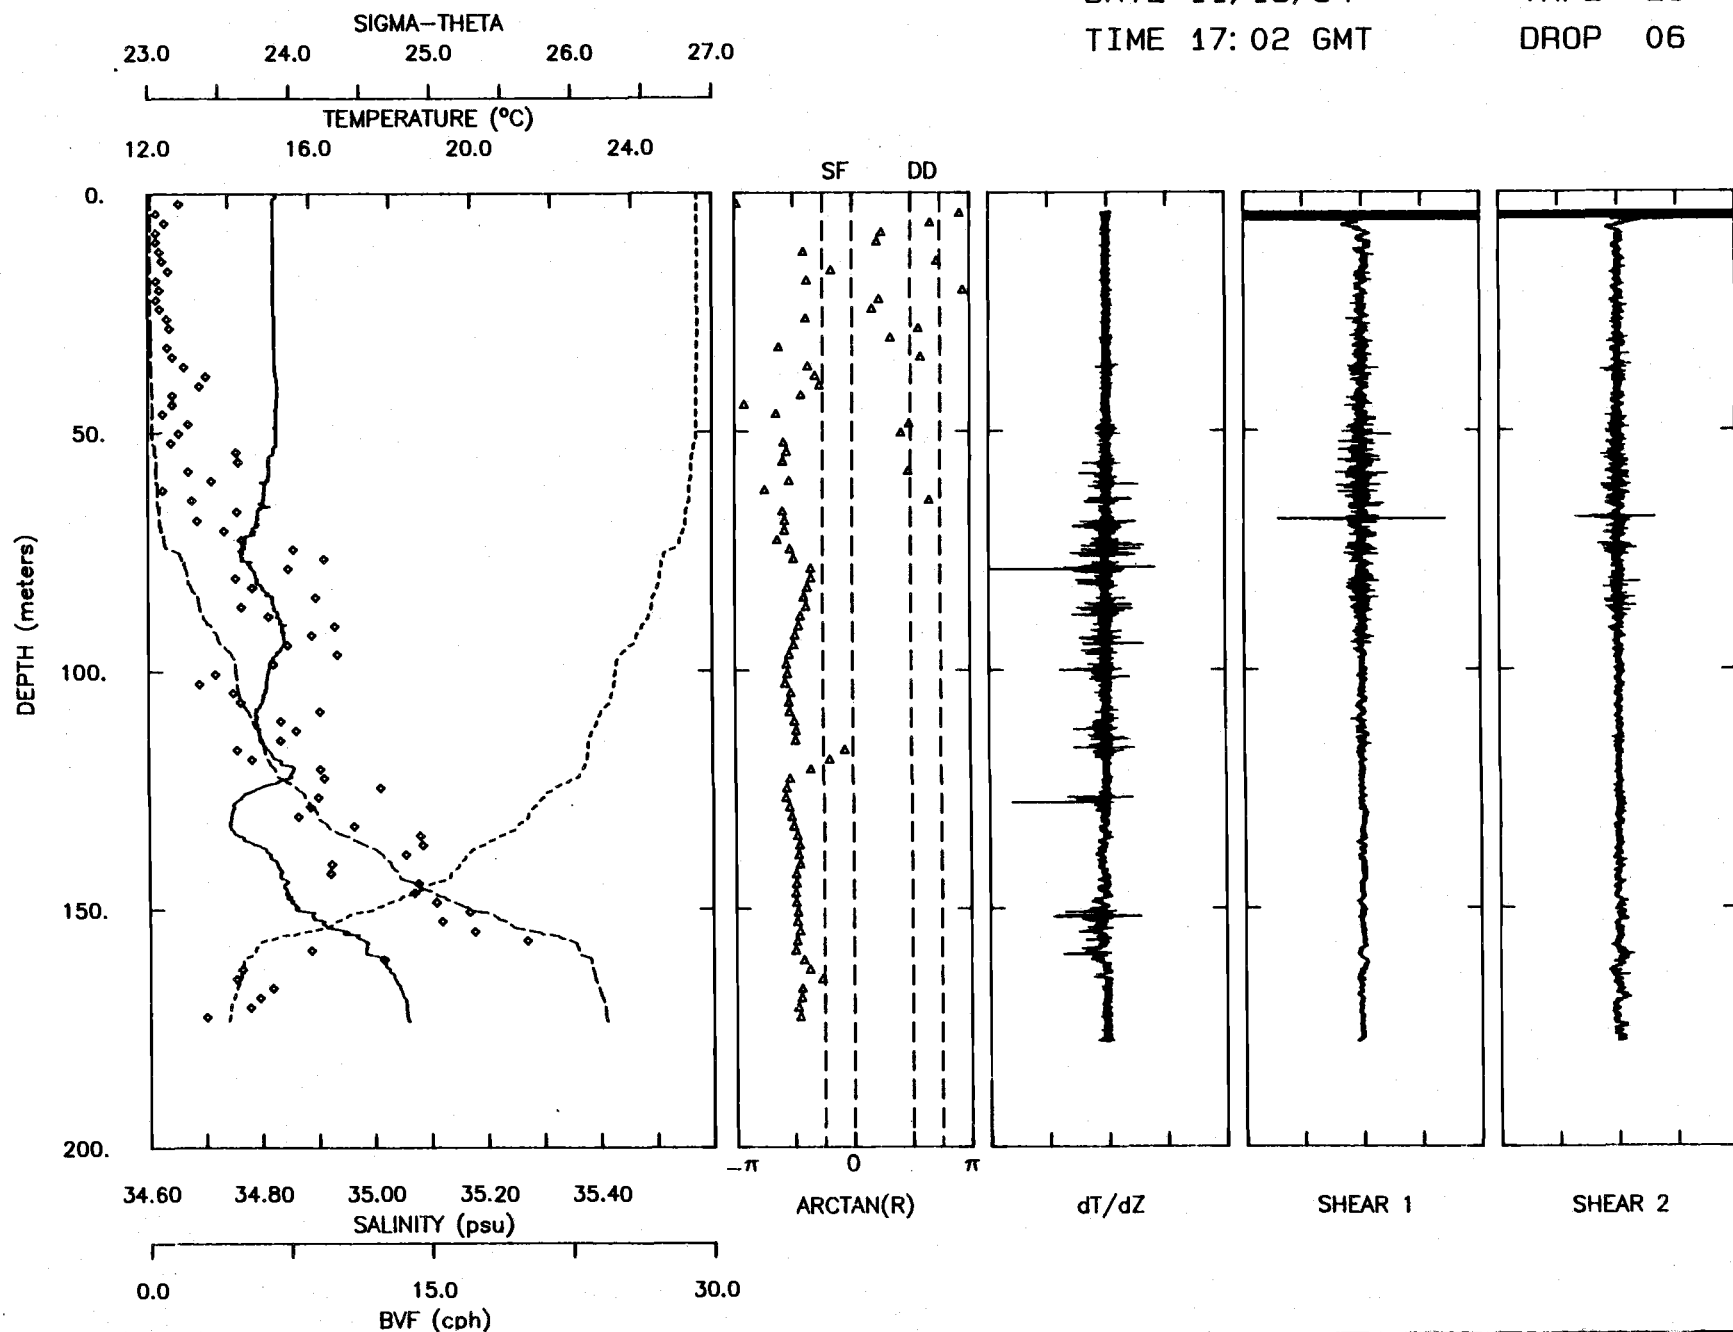 TIME 17:02 GMT DROP 06
SIGMA-THETA
23.0 24.0 25.0 26.0 27.0
TEMPERATURE (°C)
12.0 16.0 20.0 24.0
SF DD
0.
50.
100.
150.
200.
DEPTH (meters)
-π 0 π
34.60 34.80 35.00 35.20 35.40
SALINITY (psu)
ARCTAN(R)
dT/dZ
SHEAR 1
SHEAR 2
0.0 15.0 30.0
BVF (cph)